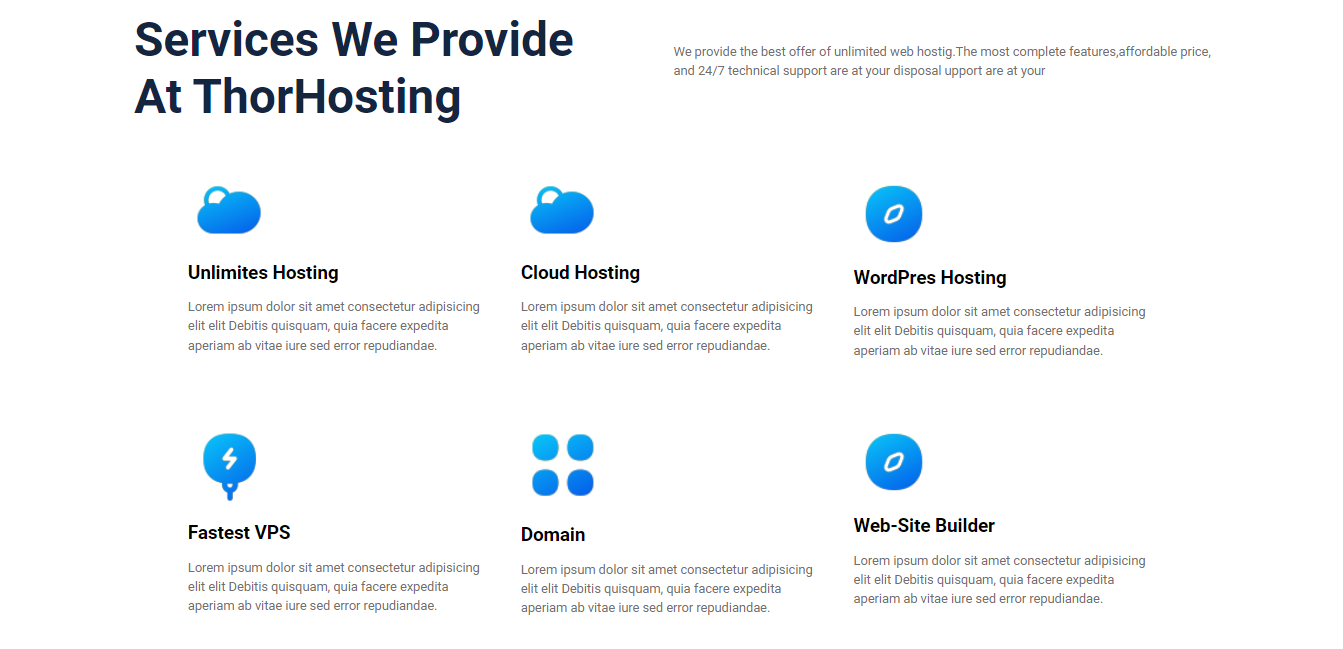 Services We Provide
At ThorHosting
We provide the best offer of unlimited web hostig.The most complete features,affordable price,
and 24/7 technical support are at your disposal upport are at your
Unlimites Hosting
Lorem ipsum dolor sit amet consectetur adipisicing
elit elit Debitis quisquam, quia facere expedita
aperiam ab vitae iure sed error repudiandae.
Cloud Hosting
Lorem ipsum dolor sit amet consectetur adipisicing
elit elit Debitis quisquam, quia facere expedita
aperiam ab vitae iure sed error repudiandae.
WordPres Hosting
Lorem ipsum dolor sit amet consectetur adipisicing
elit elit Debitis quisquam, quia facere expedita
aperiam ab vitae iure sed error repudiandae.
Fastest VPS
Lorem ipsum dolor sit amet consectetur adipisicing
elit elit Debitis quisquam, quia facere expedita
aperiam ab vitae iure sed error repudiandae.
Domain
Lorem ipsum dolor sit amet consectetur adipisicing
elit elit Debitis quisquam, quia facere expedita
aperiam ab vitae iure sed error repudiandae.
Web-Site Builder
Lorem ipsum dolor sit amet consectetur adipisicing
elit elit Debitis quisquam, quia facere expedita
aperiam ab vitae iure sed error repudiandae.